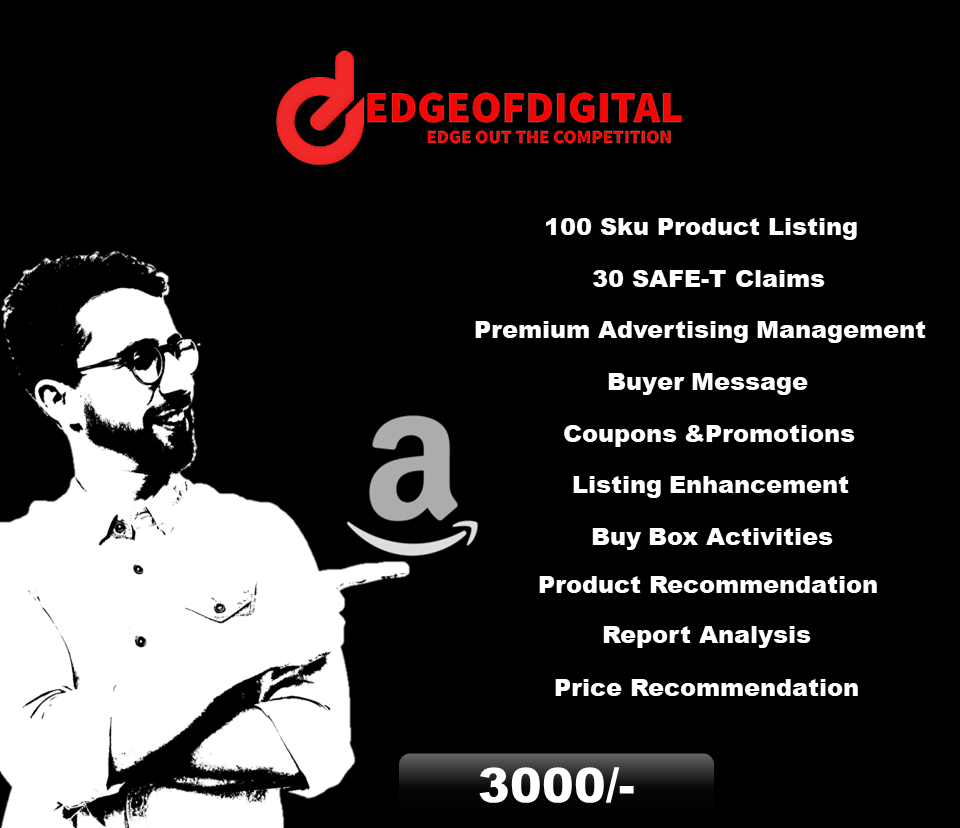 EDGEOFDIGITAL
EDGE OUT THE COMPETITION
100 Sku Product Listing
30 SAFE-T Claims
Premium Advertising Management
Buyer Message
Coupons &Promotions
Listing Enhancement
Buy Box Activities
Product Recommendation
Report Analysis
Price Recommendation
a
3000/-